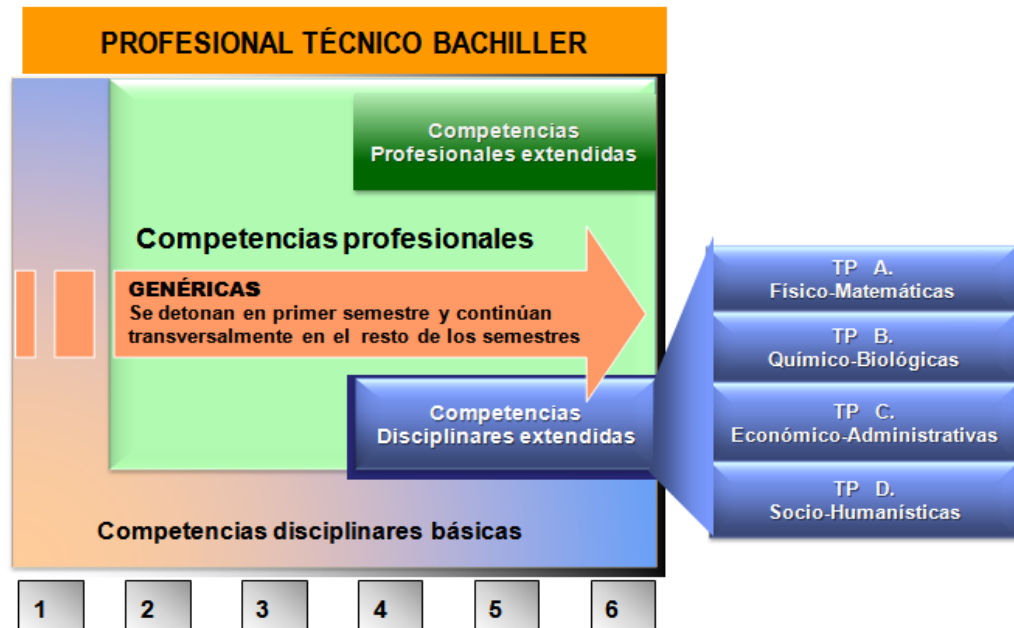 PROFESIONAL TÉCNICO BACHILLER
Competencias
Profesionales extendidas
Competencias profesionales
GENÉRICAS
Se detonan en primer semestre y continúan
transversalmente en el resto de los semestres
Competencias
Disciplinares extendidas
Competencias disciplinares básicas
TP A.
Físico-Matemáticas
TP B.
Químico-Biológicas
TP C.
Económico-Administrativas
TP D.
Socio-Humanísticas
1 2 3 4 5 6